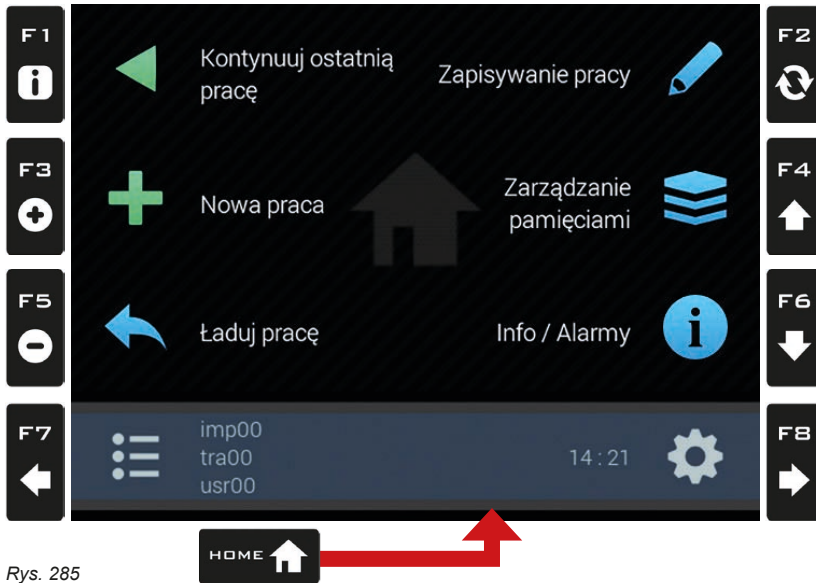 F1
F2
Kontynuuj ostatnią
pracę
Zapisywanie pracy
F3
F4
Nowa praca
Zarządzanie
pamięciami
F5
F6
Ładuj pracę
Info / Alarmy
i
F7
F8
imp00
tra00
usr00
14:21
HOME
Rys. 285